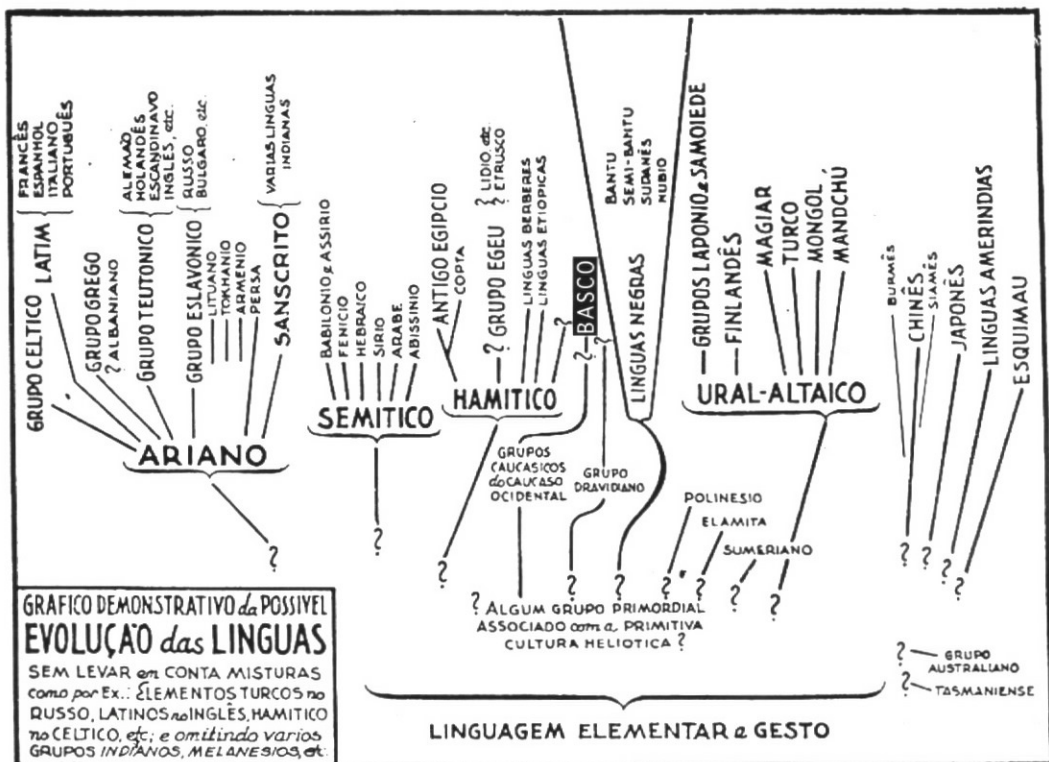 FRANCÊS
ESPANHOL
ITALIANO
PORTUGUÊS
LATIM
GRUPO CELTICO
GRUPO GREGO
? ALBANIANO
ALEMÃO
HOLANDÊS
ESCANDINAVO
INGLÊS, etc.
GRUPO TEUTONICO
RUSSO
BULGARO, etc.
GRUPO ESLAVONICO
LITUANO
TOKHANIO
ARMENIO
PERSA
VARIAS LINGUAS
INDIANAS
SANSCRITO
ARIANO
?
BABILONIO e ASSIRIO
FENICIO
HEBRAICO
SIRIO
ARABE
ABISSINIO
SEMITICO
?
ANTIGO EGIPCIO
COPTA
? LIDIO, etc.
? ETRUSCO
? GRUPO EGEU
LINGUAS BERBERES
LINGUAS ETIOPICAS
?
HAMITICO
?
BASCO
?
?
GRUPOS
CAUCASICOS
do CAUCASO
OCIDENTAL
GRUPO
DRAVIDIANO
BANTU
SEMI-BANTU
SUDANÊS
NUBIO
LINGUAS NEGRAS
GRUPOS LAPONIO e SAMOIEDE
FINLANDÊS
MAGIAR
TURCO
MONGOL
MANDCHÚ
URAL-ALTAICO
POLINESIO
ELAMITA
SUMERIANO
? ? ? ? ? ?
? ALGUM GRUPO PRIMORDIAL
ASSOCIADO com a PRIMITIVA
CULTURA HELIOTICA ?
BURMÊS
CHINÊS
SIAMÊS
JAPONÊS
LINGUAS AMERINDIAS
ESQUIMAU
? ? ? ?
? GRUPO
AUSTRALIANO
? TASMANIENSE
LINGUAGEM ELEMENTAR e GESTO
GRAFICO DEMONSTRATIVO da POSSIVEL
EVOLUÇÃO das LINGUAS
SEM LEVAR em CONTA MISTURAS
como por Ex.: ELEMENTOS TURCOS no
RUSSO, LATINOS no INGLÊS, HAMITICO
no CELTICO, etc; e omitindo varios
GRUPOS INDIANOS, MELANESIOS, et.